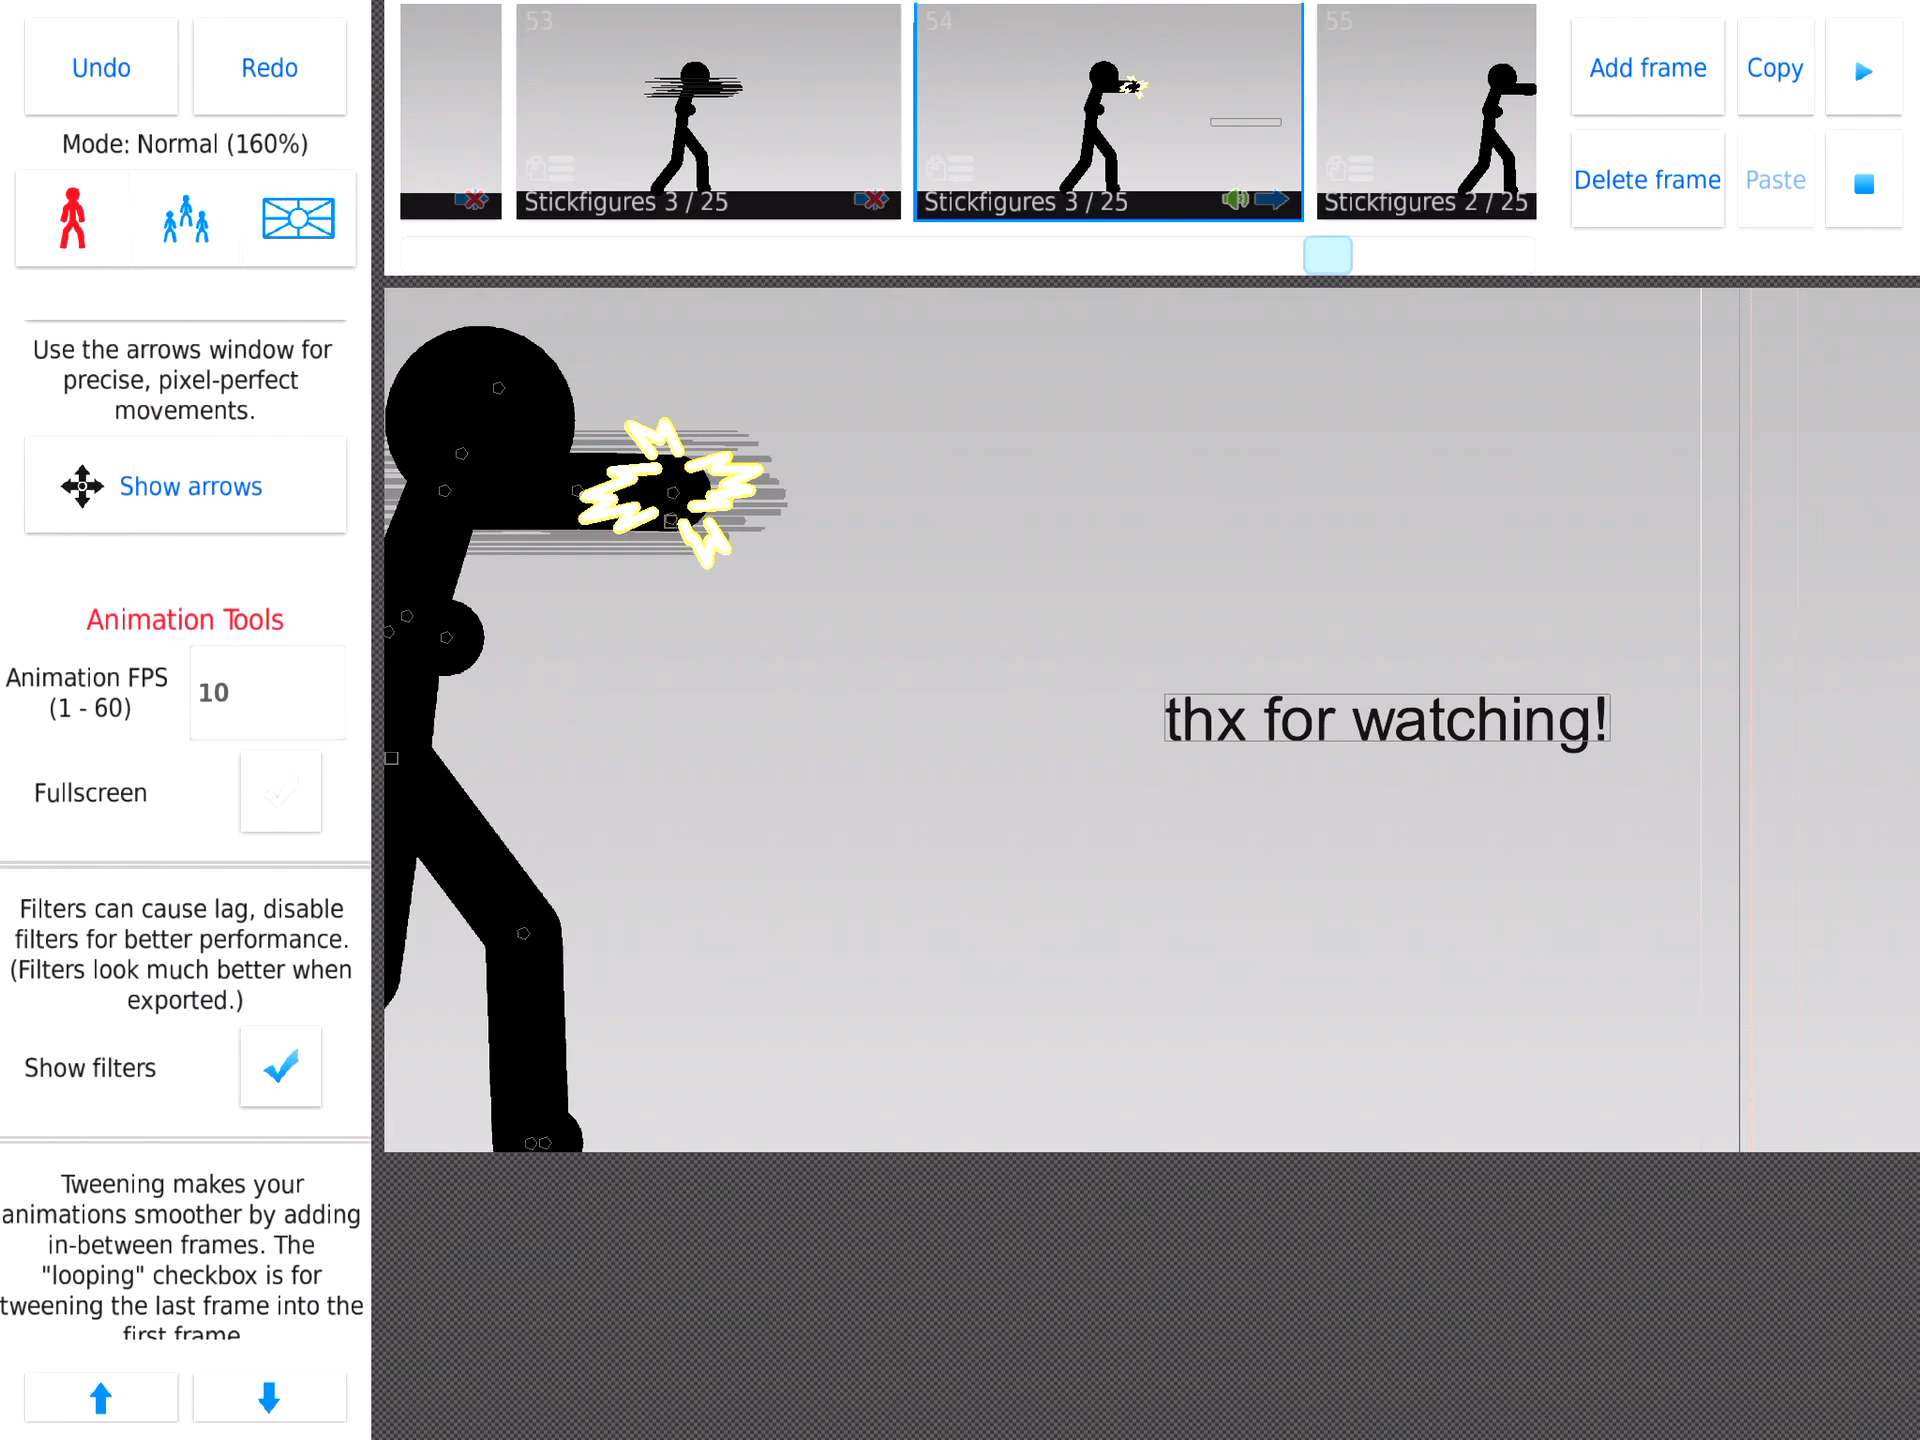 Undo
Redo
Mode: Normal (160%)
Use the arrows window for
precise, pixel-perfect
movements.
Show arrows
Animation Tools
Animation FPS
(1 - 60)
10
Fullscreen
Filters can cause lag, disable
filters for better performance.
(Filters look much better when
exported.)
Show filters
Tweening makes your
animations smoother by adding
in-between frames. The
"looping" checkbox is for
tweening the last frame into the
first frame
53
Stickfigures 3 / 25
54
Stickfigures 3 / 25
55
Stickfigures 2 / 25
Add frame
Copy
Delete frame
Paste
thx for watching!